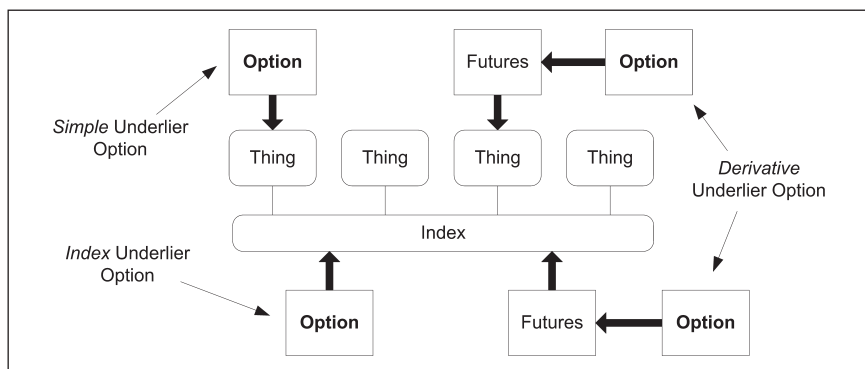 Option
Futures
Option
Simple Underlier
Option
Thing
Thing
Thing
Thing
Derivative
Underlier Option
Index
Index Underlier
Option
Option
Futures
Option